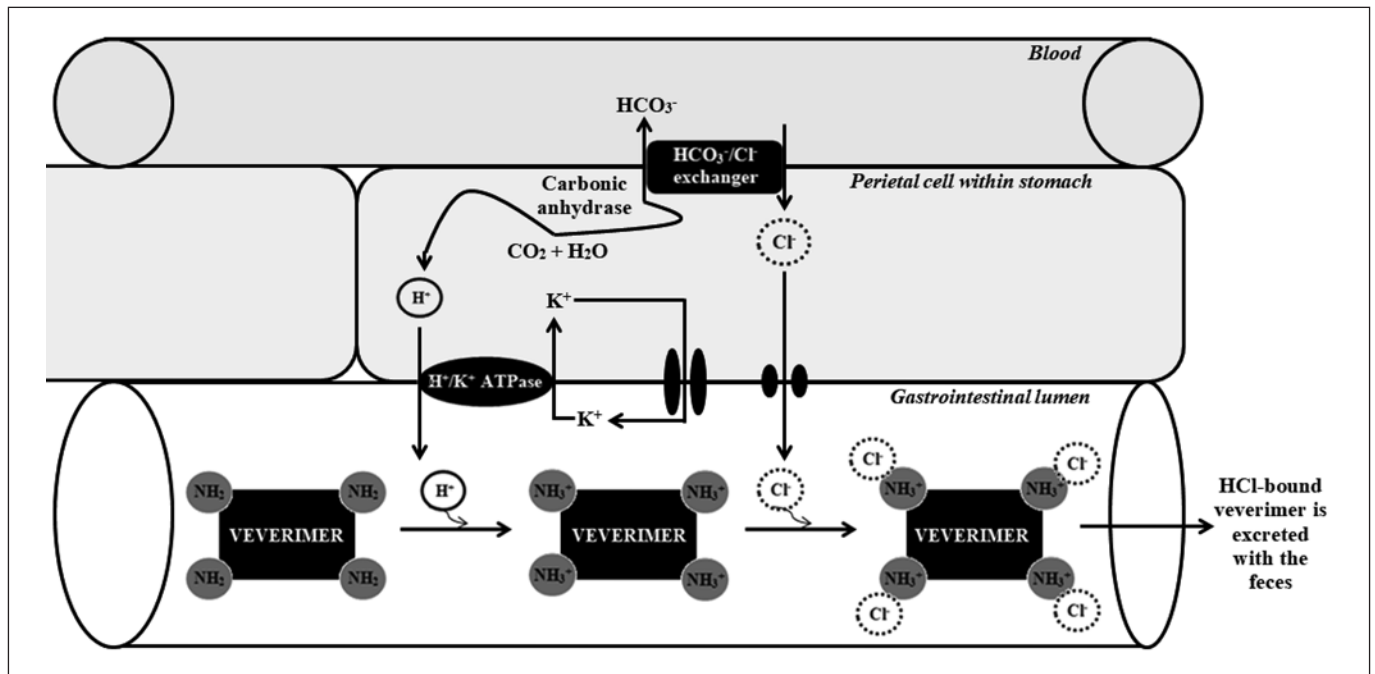 Blood
HCO₃⁻
HCO₃⁻/Cl⁻
exchanger
Perietal cell within stomach
Carbonic
anhydrase
Cl⁻
CO₂ + H₂O
H⁺
K⁺
H⁺/K⁺ ATPase
Gastrointestinal lumen
K⁺
NH₂
NH₂
H⁺
NH₃⁺
NH₃⁺
Cl⁻
Cl⁻
NH₃⁺
NH₃⁺
Cl⁻
VEVERIMER
VEVERIMER
VEVERIMER
NH₂
NH₂
NH₃⁺
NH₃⁺
NH₃⁺
NH₃⁺
Cl⁻
Cl⁻
HCl-bound
veverimer is
excreted
with the
feces